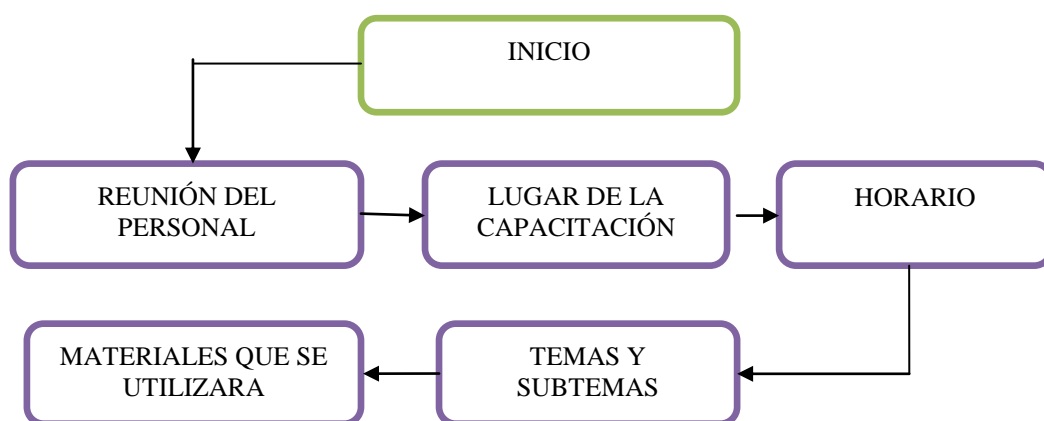 INICIO
REUNIÓN DEL
PERSONAL
LUGAR DE LA
CAPACITACIÓN
HORARIO
TEMAS Y
SUBTEMAS
MATERIALES QUE SE
UTILIZARA